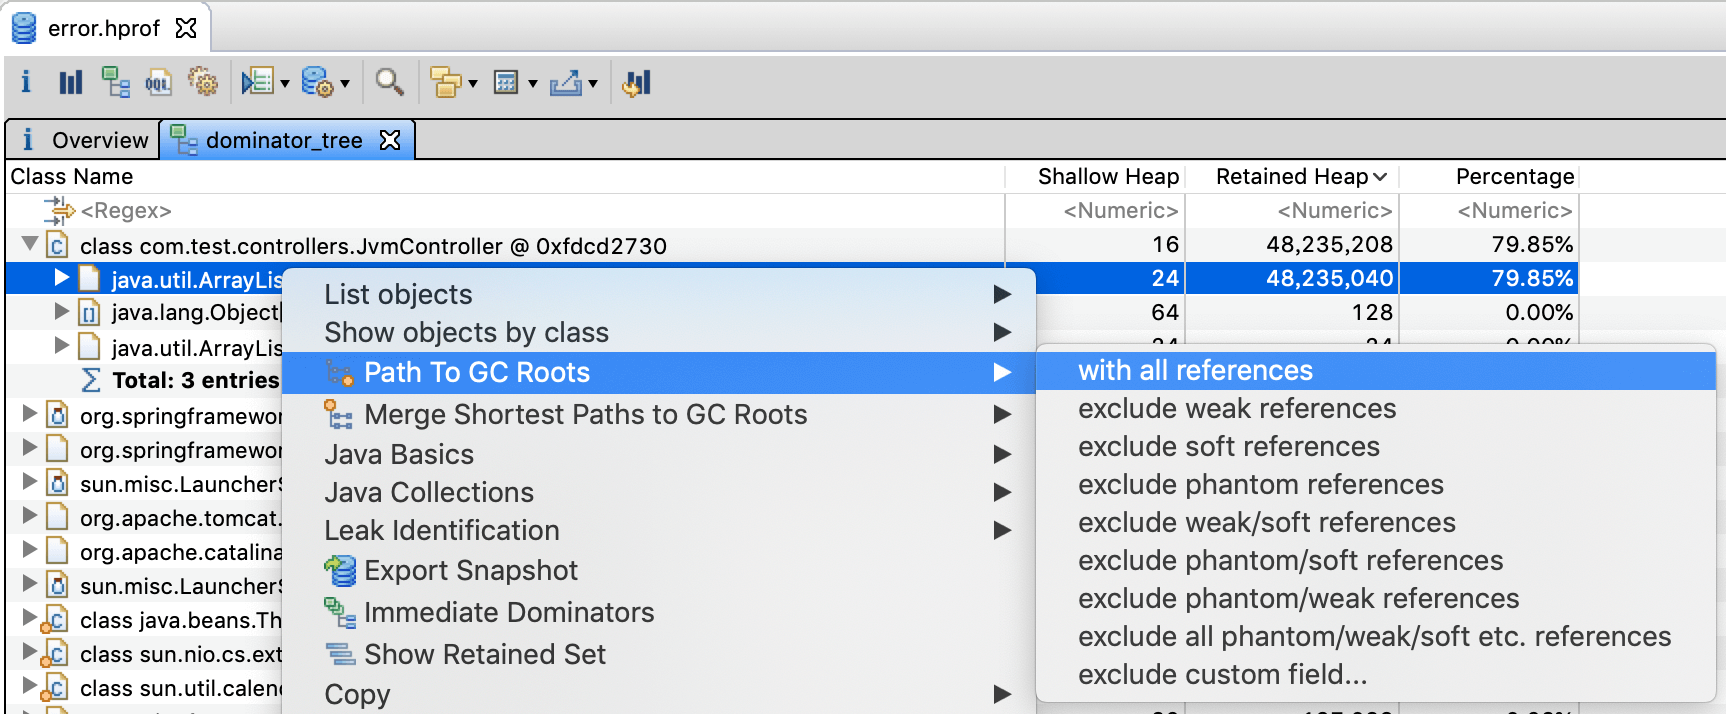 error.hprof
i OQL
i Overview dominator_tree
Class Name Shallow Heap Retained Heap Percentage
<Regex> <Numeric> <Numeric> <Numeric>
class com.test.controllers.JvmController @ 0xfdcd2730 16 48,235,208 79.85%
java.util.ArrayLis 24 48,235,040 79.85%
java.lang.Object[ 64 128 0.00%
java.util.ArrayLis 24 24 0.00%
Total: 3 entries
org.springframewor
org.springframewor
sun.misc.Launcher$
org.apache.tomcat.
org.apache.catalina
sun.misc.Launcher$
class java.beans.Th
class sun.nio.cs.ext
class sun.util.calend
List objects
Show objects by class
Path To GC Roots
Merge Shortest Paths to GC Roots
Java Basics
Java Collections
Leak Identification
Export Snapshot
Immediate Dominators
Show Retained Set
Copy
with all references
exclude weak references
exclude soft references
exclude phantom references
exclude weak/soft references
exclude phantom/soft references
exclude phantom/weak references
exclude all phantom/weak/soft etc. references
exclude custom field...